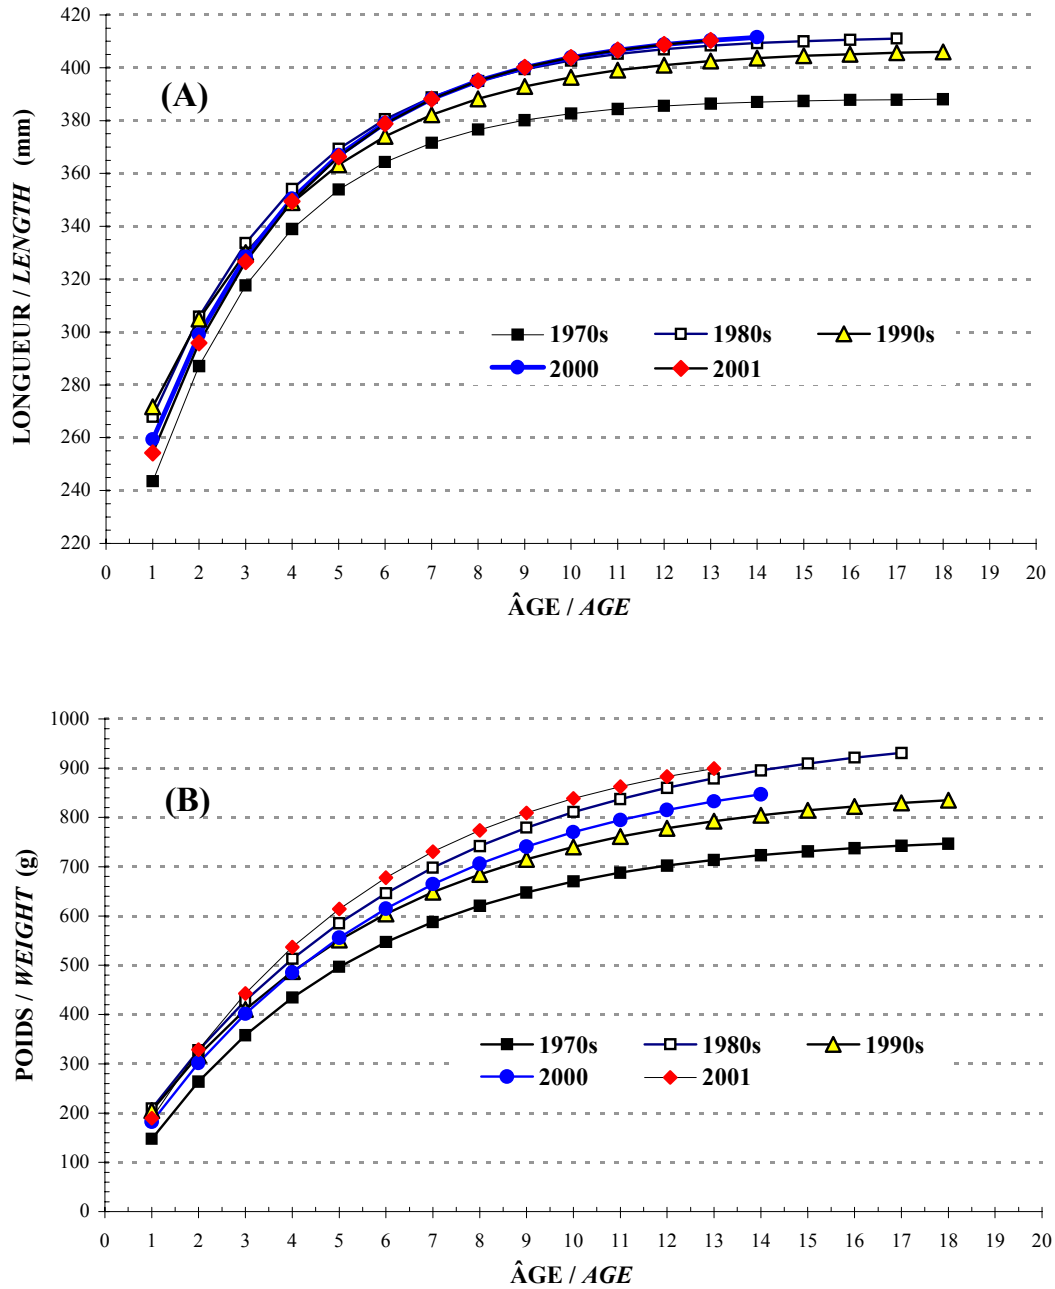 420
400
380
360
340
320
300
280
260
240
220
LONGUEUR / LENGTH (mm)
(A)
1970s 1980s 1990s
2000 2001
0 1 2 3 4 5 6 7 8 9 10 11 12 13 14 15 16 17 18 19 20
ÂGE / AGE
1000
900
800
700
600
500
400
300
200
100
0
POIDS / WEIGHT (g)
(B)
1970s 1980s 1990s
2000 2001
0 1 2 3 4 5 6 7 8 9 10 11 12 13 14 15 16 17 18 19 20
ÂGE / AGE